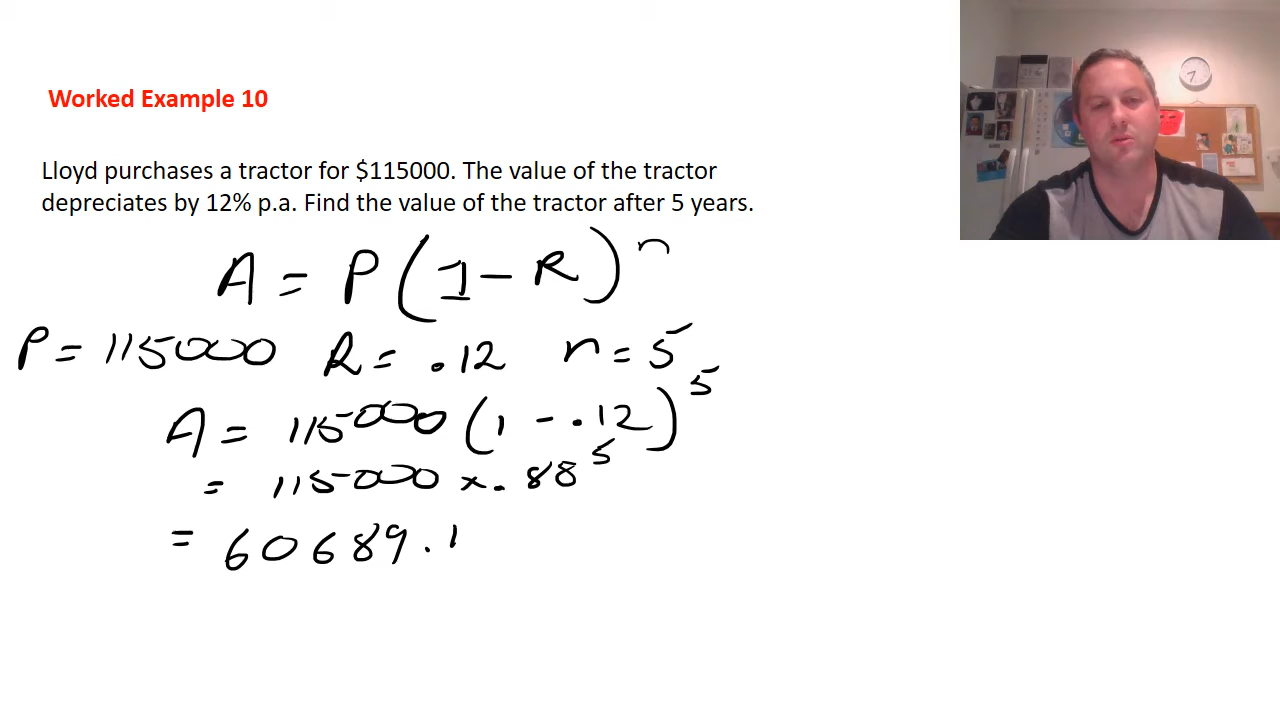 Worked Example 10
Lloyd purchases a tractor for $115000. The value of the tractor
depreciates by 12% p.a. Find the value of the tractor after 5 years.
A = P(1-R)^n
P = 115000 R = .12 n = 5
A = 115000(1 - .12)^5
= 115000 x .88^5
= 60689.1